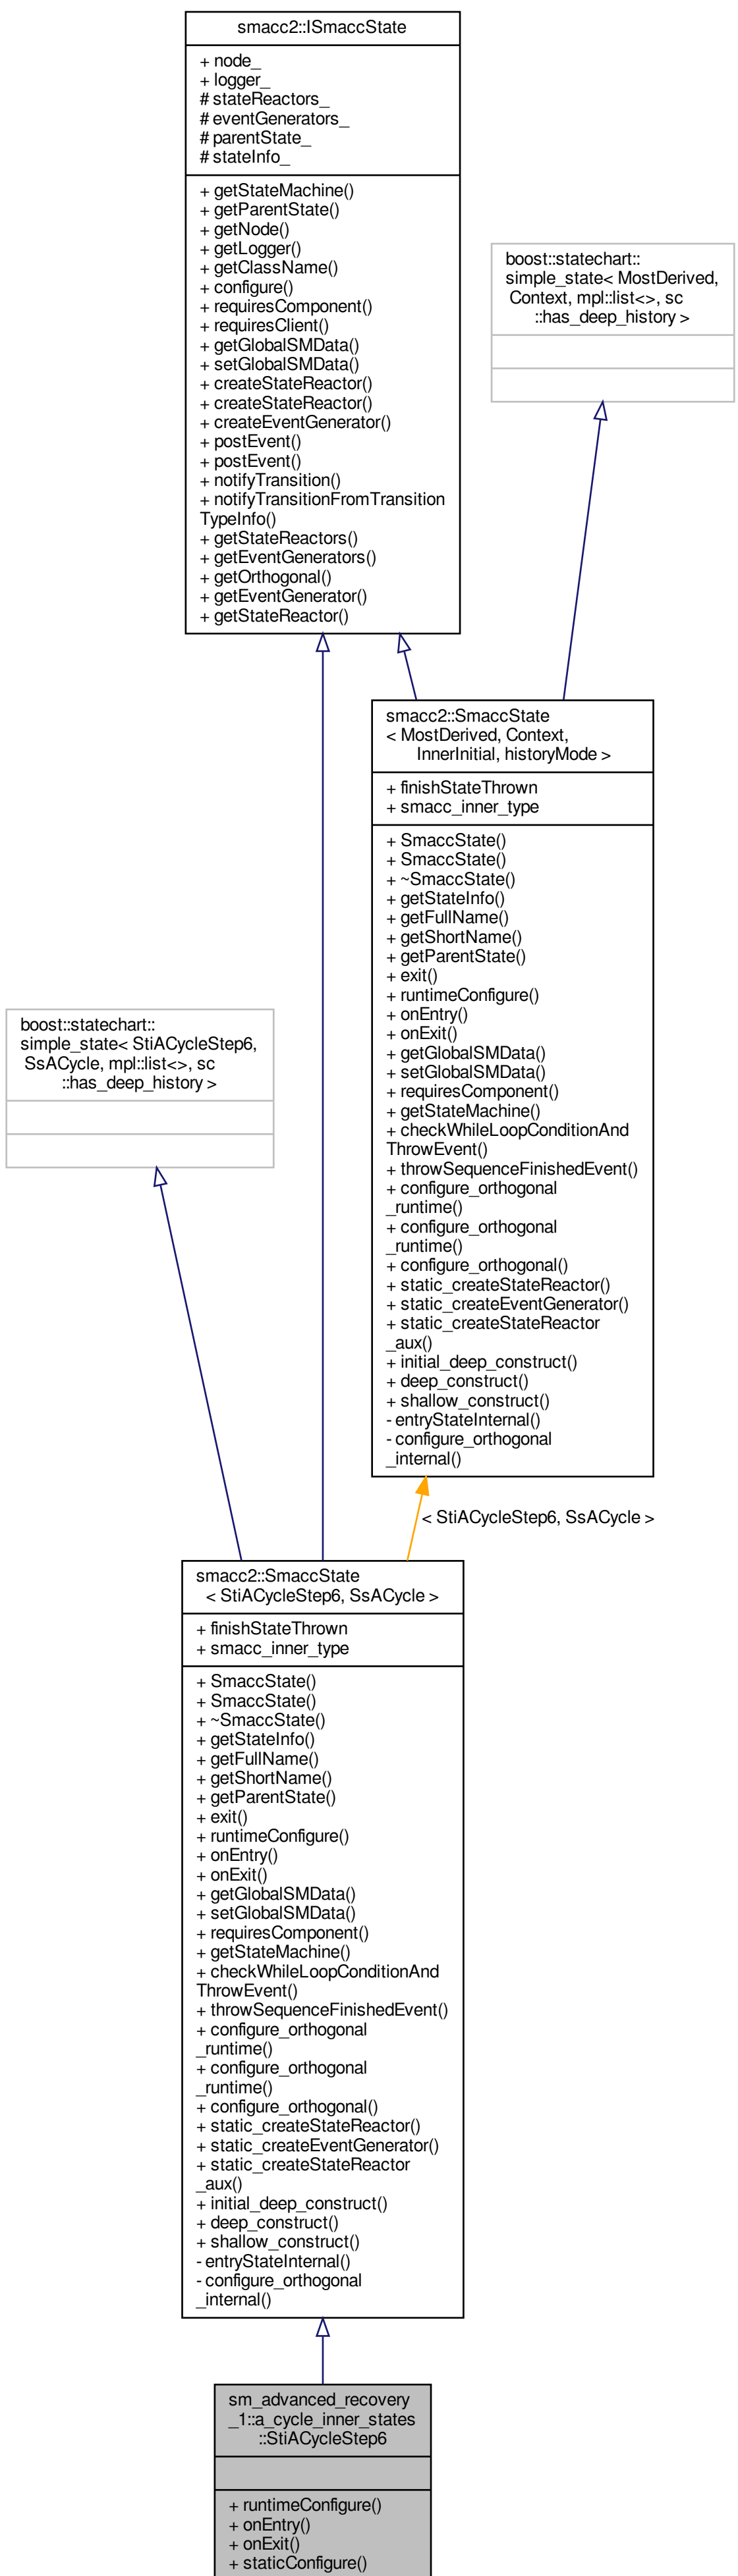 smacc2::ISmaccState
+ node_
+ logger_
# stateReactors_
# eventGenerators_
# parentState_
# stateInfo_
+ getStateMachine()
+ getParentState()
+ getNode()
+ getLogger()
+ getClassName()
+ configure()
+ requiresComponent()
+ requiresClient()
+ getGlobalSMData()
+ setGlobalSMData()
+ createStateReactor()
+ createStateReactor()
+ createEventGenerator()
+ postEvent()
+ postEvent()
+ notifyTransition()
+ notifyTransitionFromTransition
TypeInfo()
+ getStateReactors()
+ getEventGenerators()
+ getOrthogonal()
+ getEventGenerator()
+ getStateReactor()
boost::statechart::
simple_state< MostDerived,
Context, mpl::list<>, sc
::has_deep_history >
smacc2::SmaccState
< MostDerived, Context,
InnerInitial, historyMode >
+ finishStateThrown
+ smacc_inner_type
+ SmaccState()
+ SmaccState()
+ ~SmaccState()
+ getStateInfo()
+ getFullName()
+ getShortName()
+ getParentState()
+ exit()
+ runtimeConfigure()
+ onEntry()
+ onExit()
+ getGlobalSMData()
+ setGlobalSMData()
+ requiresComponent()
+ getStateMachine()
+ checkWhileLoopConditionAnd
ThrowEvent()
+ throwSequenceFinishedEvent()
+ configure_orthogonal
_runtime()
+ configure_orthogonal
_runtime()
+ configure_orthogonal()
+ static_createStateReactor()
+ static_createEventGenerator()
+ static_createStateReactor
_aux()
+ initial_deep_construct()
+ deep_construct()
+ shallow_construct()
- entryStateInternal()
- configure_orthogonal
_internal()
boost::statechart::
simple_state< StiACycleStep6,
SsACycle, mpl::list<>, sc
::has_deep_history >
< StiACycleStep6, SsACycle >
smacc2::SmaccState
< StiACycleStep6, SsACycle >
+ finishStateThrown
+ smacc_inner_type
+ SmaccState()
+ SmaccState()
+ ~SmaccState()
+ getStateInfo()
+ getFullName()
+ getShortName()
+ getParentState()
+ exit()
+ runtimeConfigure()
+ onEntry()
+ onExit()
+ getGlobalSMData()
+ setGlobalSMData()
+ requiresComponent()
+ getStateMachine()
+ checkWhileLoopConditionAnd
ThrowEvent()
+ throwSequenceFinishedEvent()
+ configure_orthogonal
_runtime()
+ configure_orthogonal
_runtime()
+ configure_orthogonal()
+ static_createStateReactor()
+ static_createEventGenerator()
+ static_createStateReactor
_aux()
+ initial_deep_construct()
+ deep_construct()
+ shallow_construct()
- entryStateInternal()
- configure_orthogonal
_internal()
sm_advanced_recovery
_1::a_cycle_inner_states
::StiACycleStep6
+ runtimeConfigure()
+ onEntry()
+ onExit()
+ staticConfigure()